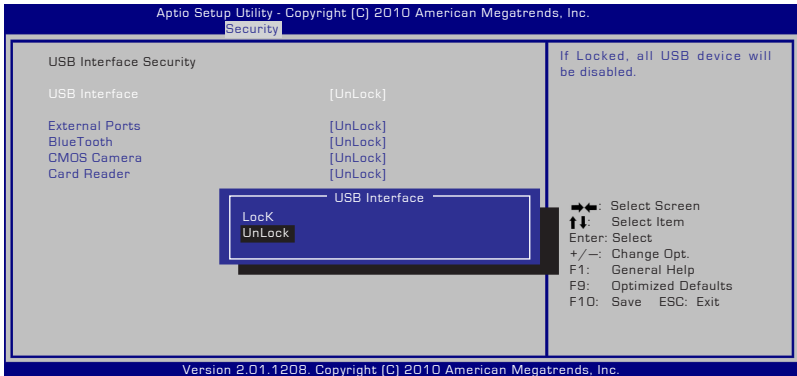 Aptio Setup Utility - Copyright (C) 2010 American Megatrends, Inc.
Security
USB Interface Security
USB Interface [UnLock]
External Ports [UnLock]
BlueTooth [UnLock]
CMOS Camera [UnLock]
Card Reader [UnLock]
USB Interface
LocK
UnLock
If Locked, all USB device will
be disabled.
→←: Select Screen
↑↓: Select Item
Enter: Select
+/—: Change Opt.
F1: General Help
F9: Optimized Defaults
F10: Save ESC: Exit
Version 2.01.1208. Copyright (C) 2010 American Megatrends, Inc.